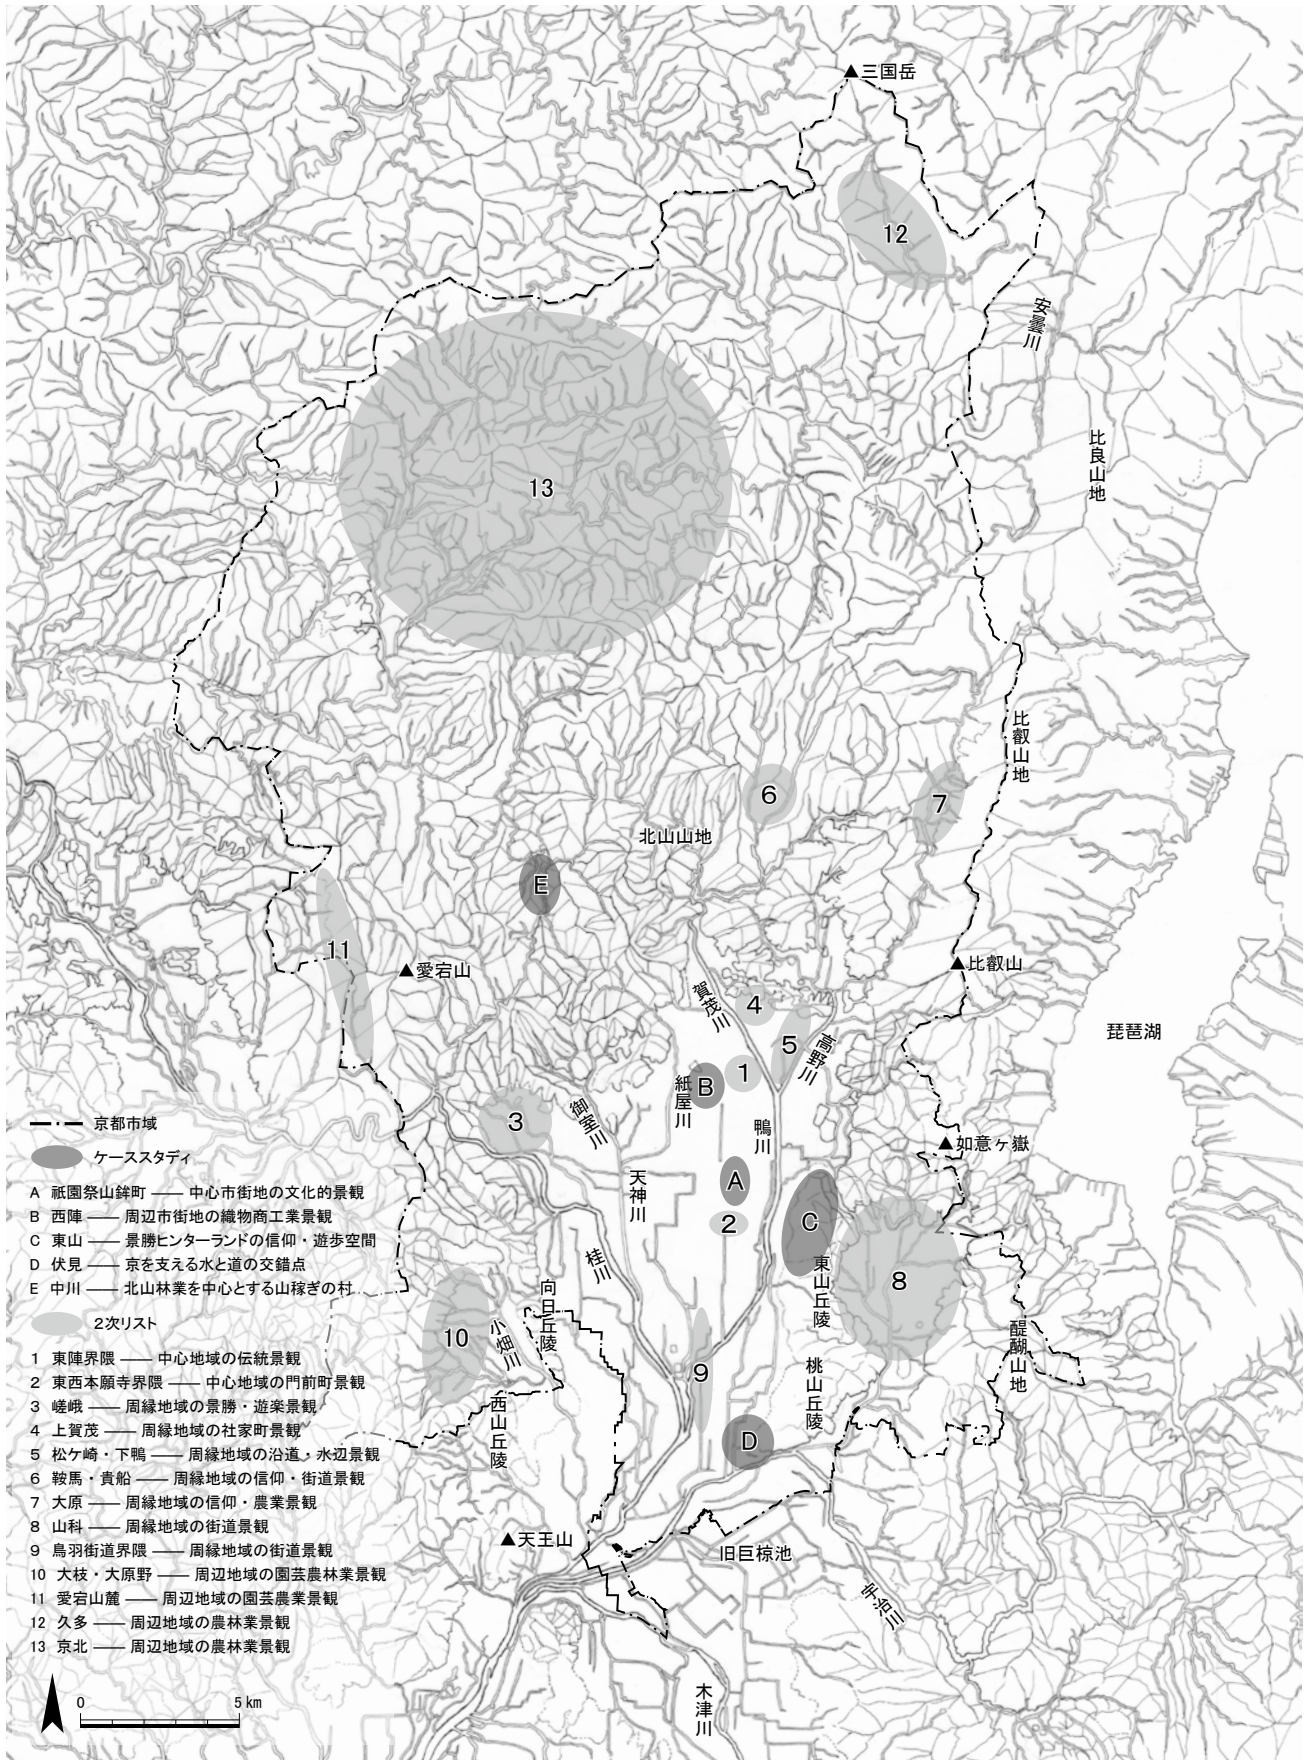 三国岳
12
安曇川
比良山地
13
比叡山地
6
7
北山山地
E
11
愛宕山
比叡山
賀茂川
4
琵琶湖
5
高野川
1
B
紙屋川
3
御室川
鴨川
如意ヶ嶽
天神川
A
2
C
東山丘陵
桂川
8
向日丘陵
10
小畑川
醍醐山地
9
桃山丘陵
西山丘陵
D
天王山
旧巨椋池
宇治川
木津川
京都市域
ケーススタディ
A 祇園祭山鉾町 —— 中心市街地の文化的景観
B 西陣 —— 周辺市街地の織物商工業景観
C 東山 —— 景勝ヒンターランドの信仰・遊歩空間
D 伏見 —— 京を支える水と道の交錯点
E 中川 —— 北山林業を中心とする山稼ぎの村
2次リスト
1 東陣界隈 —— 中心地域の伝統景観
2 東西本願寺界隈 —— 中心地域の門前町景観
3 嵯峨 —— 周縁地域の景勝・遊楽景観
4 上賀茂 —— 周縁地域の社家町景観
5 松ケ崎・下鴨 —— 周縁地域の沿道・水辺景観
6 鞍馬・貴船 —— 周縁地域の信仰・街道景観
7 大原 —— 周縁地域の信仰・農業景観
8 山科 —— 周縁地域の街道景観
9 鳥羽街道界隈 —— 周縁地域の街道景観
10 大枝・大原野 —— 周辺地域の園芸農林業景観
11 愛宕山麓 —— 周辺地域の園芸農業景観
12 久多 —— 周辺地域の農林業景観
13 京北 —— 周辺地域の農林業景観
0 5km